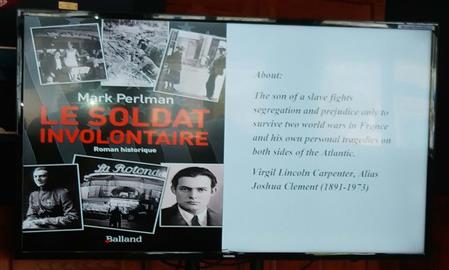 Mark Perlman
LE SOLDAT
INVOLONTAIRE
Roman historique
La Rotonde
Balland
About:
The son of a slave fights
segregation and prejudice only to
survive two world wars in France
and his own personal tragedies on
both sides of the Atlantic.
Virgil Lincoln Carpenter, Alias
Joshua Clement (1891-1973)